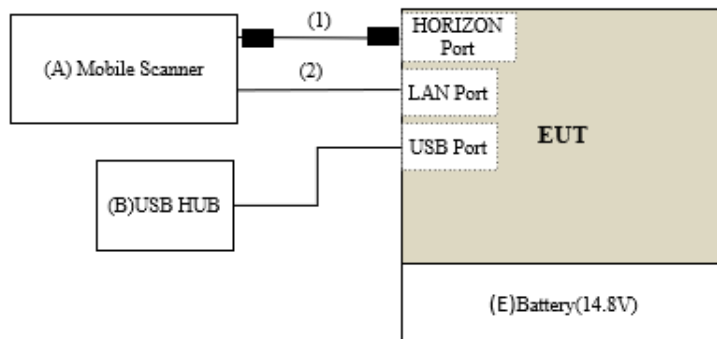 (1)
HORIZON
Port
(A) Mobile Scanner
(2)
LAN Port
EUT
USB Port
(B)USB HUB
(E)Battery(14.8V)